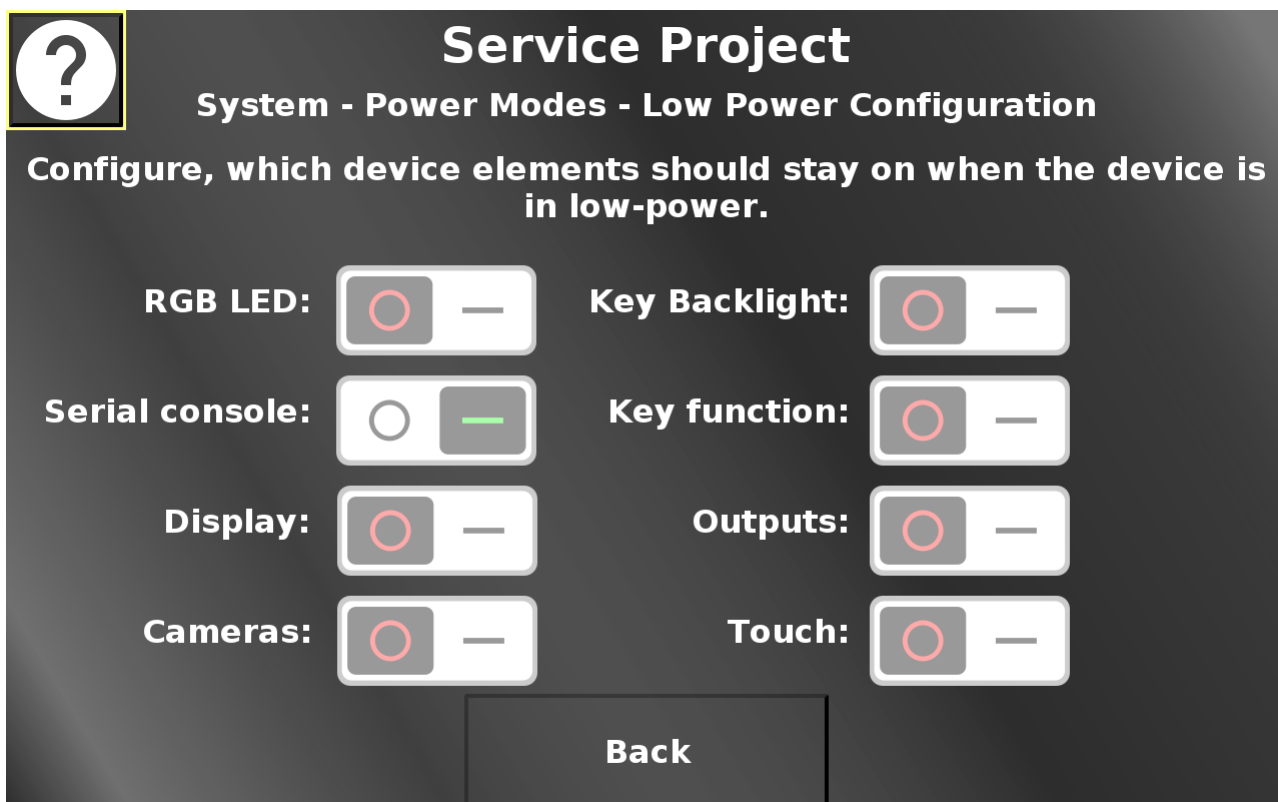 Service Project
System - Power Modes - Low Power Configuration
Configure, which device elements should stay on when the device is
in low-power.
RGB LED:
Key Backlight:
Serial console:
Key function:
Display:
Outputs:
Cameras:
Touch:
Back